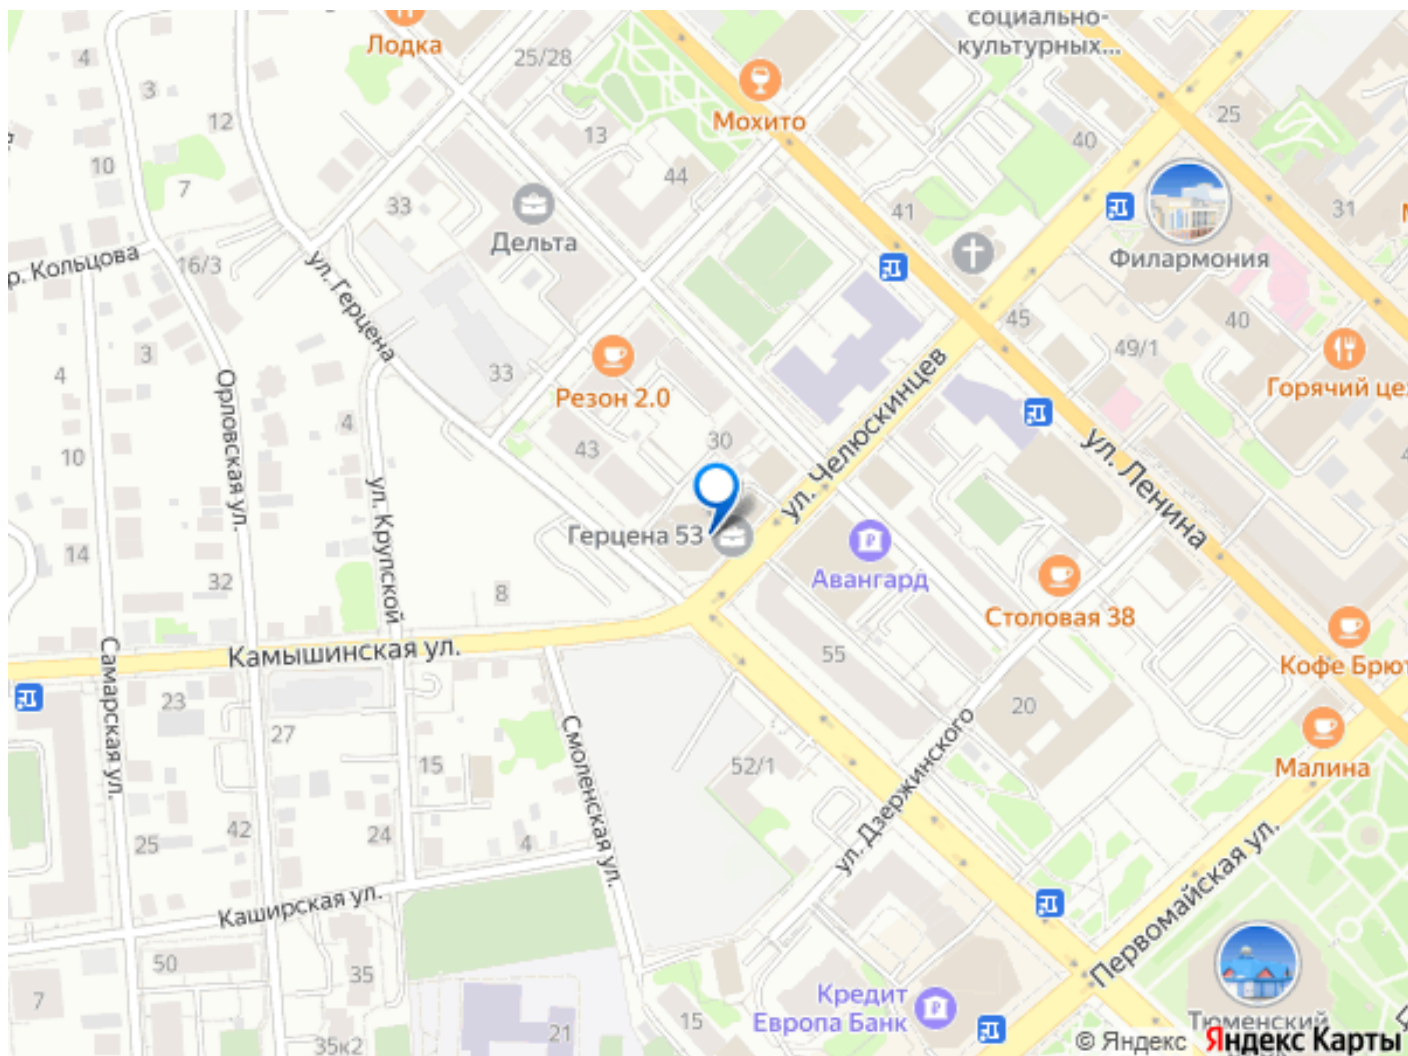 социально-
культурных...
Лодка
25/28
4
3
12
Мохито
13
25
40
10
44
7
33
41
31
Дельта
Филармония
р. Кольцова
16/3
ул. Герцена
45
40
49/1
3
4
33
Резон 2.0
Горячий це
Орловская ул.
4
43
30
ул. Челюскинцев
ул. Ленина
10
ул. Крупской
14
Герцена 53
32
8
Авангард
Столовая 38
Камышинская ул.
Самарская ул.
55
Кофе Брют
23
27
20
Смоленская ул.
15
52/1
Малина
ул. Дзержинского
42
24
25
4
Первомайская ул.
Каширская ул.
50
35
7
Кредит
Европа Банк
15
21
35к2
Тюменский
© Яндекс Яндекс Карты